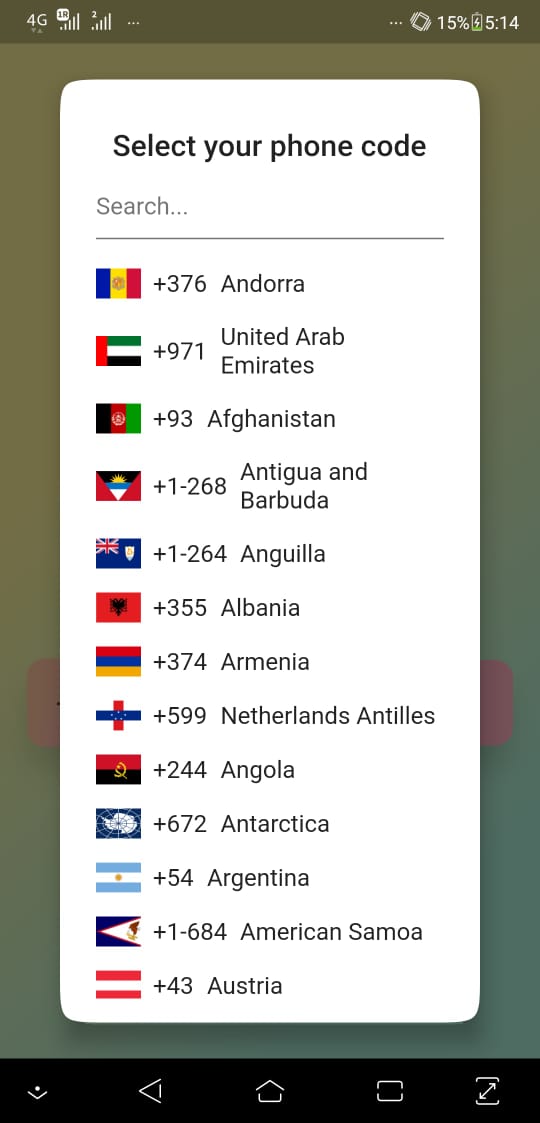 4G 1R 2 ... ... 15% 5:14
Select your phone code
Search...
+376 Andorra
+971 United Arab
Emirates
+93 Afghanistan
+1-268 Antigua and
Barbuda
+1-264 Anguilla
+355 Albania
+374 Armenia
+599 Netherlands Antilles
+244 Angola
+672 Antarctica
+54 Argentina
+1-684 American Samoa
+43 Austria